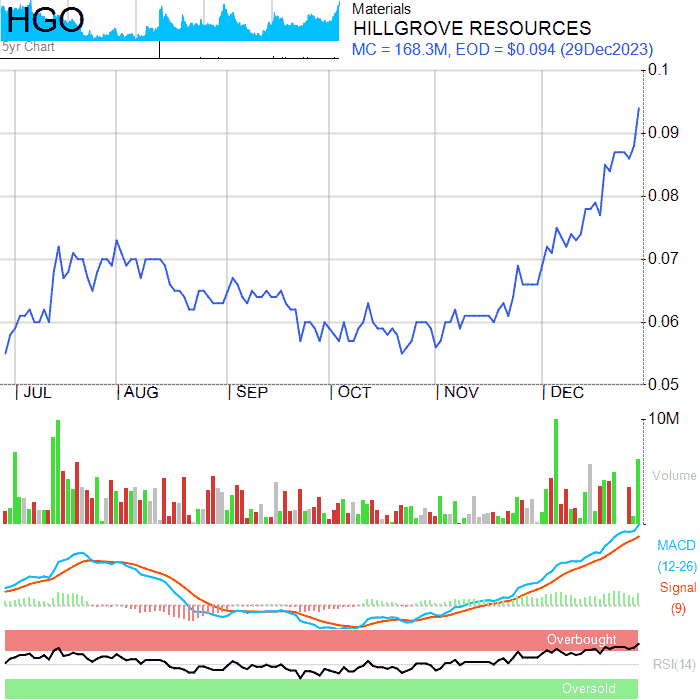 HGO
5yr Chart
Materials
HILLGROVE RESOURCES
MC = 168.3M, EOD = $0.094 (29Dec2023)
0.1
0.09
0.08
0.07
0.06
0.05
JUL AUG SEP OCT NOV DEC
10M
Volume
MACD
(12-26)
Signal
(9)
Overbought
RSI(14)
Oversold